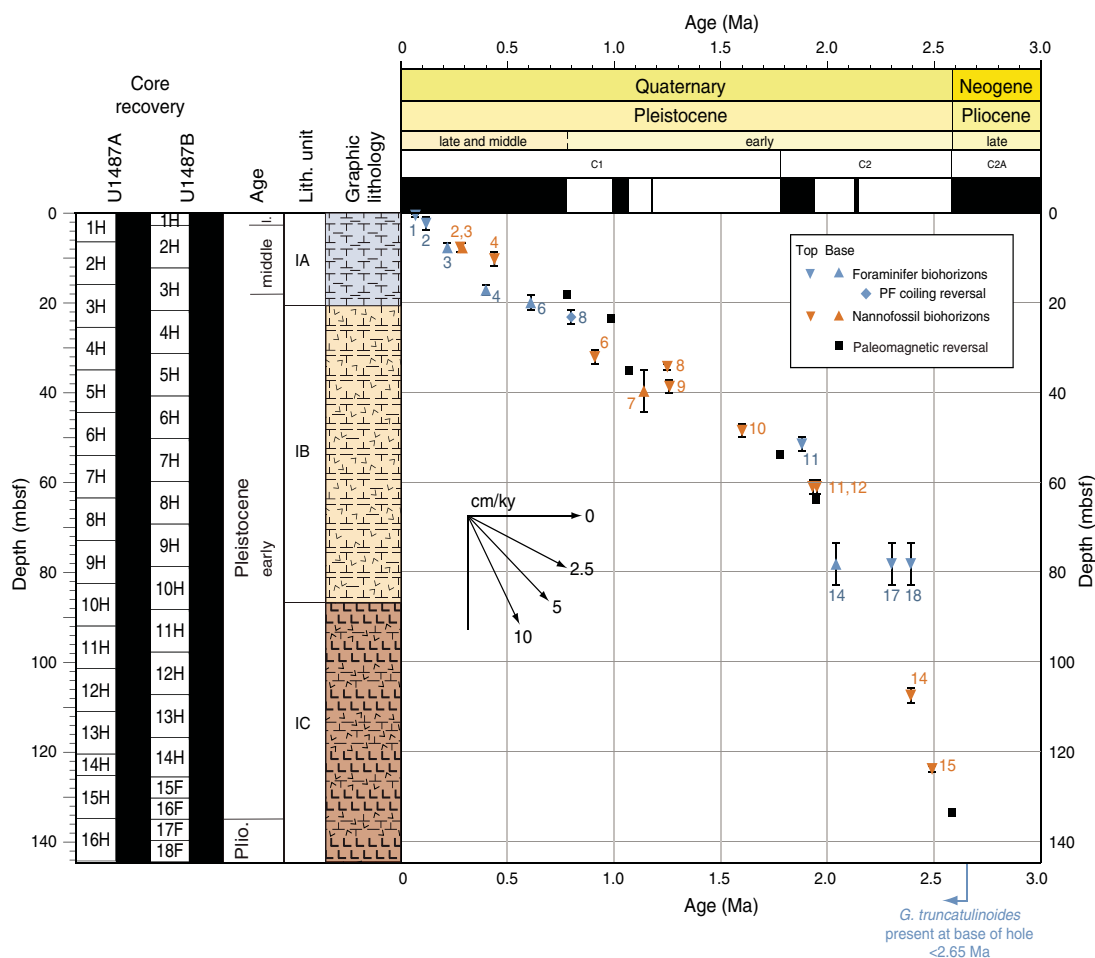 Age (Ma)
0 0.5 1.0 1.5 2.0 2.5 3.0
Core
recovery
U1487A
U1487B
Age
Lith. unit
Graphic
lithology
Quaternary Neogene
Pleistocene Pliocene
late and middle early late
C1 C2 C2A
Depth (mbsf)
0
20
40
60
80
100
120
140
1H
2H
3H
4H
5H
6H
7H
8H
9H
10H
11H
12H
13H
14H
15H
16H
1H
2H
3H
4H
5H
6H
7H
8H
9H
10H
11H
12H
13H
14H
15F
16F
17F
18F
l.
middle
Pleistocene
early
Plio.
IA
IB
IC
1
2
3
2,3
4
4
6
8
6
7
8
9
10
11
11,12
14
17
18
14
15
Top Base
Foraminifer biohorizons
PF coiling reversal
Nannofossil biohorizons
Paleomagnetic reversal
cm/ky
0
2.5
5
10
0
20
40
60
80
100
120
140
Depth (mbsf)
0 0.5 1.0 1.5 2.0 2.5 3.0
Age (Ma)
G. truncatulinoides
present at base of hole
<2.65 Ma